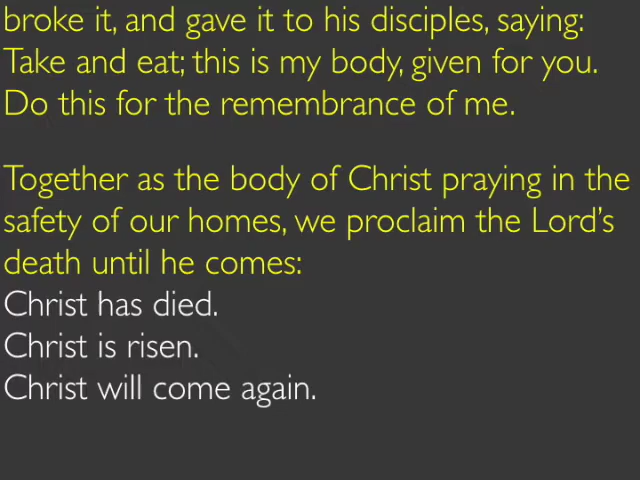 broke it, and gave it to his disciples, saying:
Take and eat; this is my body, given for you.
Do this for the remembrance of me.
Together as the body of Christ praying in the
safety of our homes, we proclaim the Lord's
death until he comes:
Christ has died.
Christ is risen.
Christ will come again.